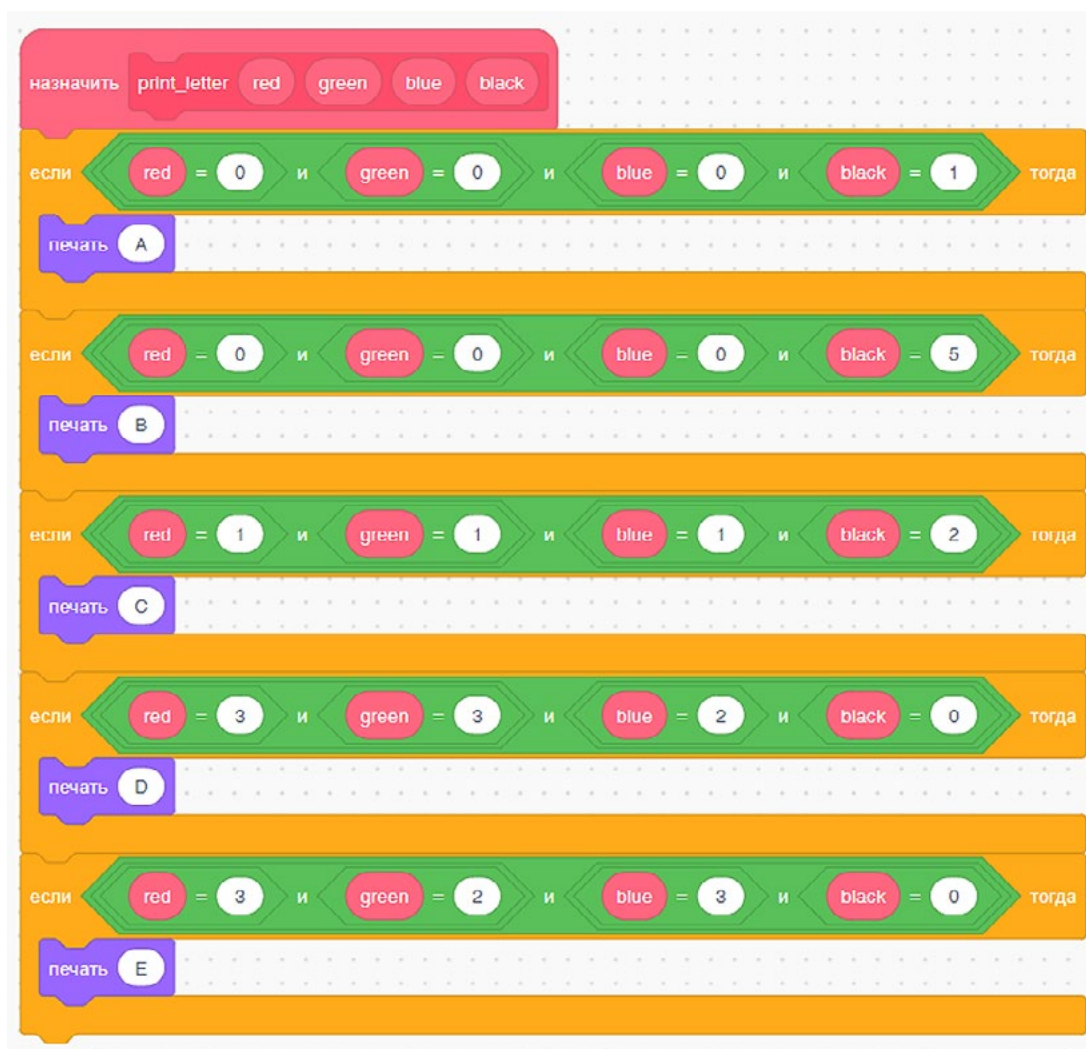 назначить print_letter red green blue black
если red = 0 и green = 0 и blue = 0 и black = 1 тогда
печать A
если red = 0 и green = 0 и blue = 0 и black = 5 тогда
печать B
если red = 1 и green = 1 и blue = 1 и black = 2 тогда
печать C
если red = 3 и green = 3 и blue = 2 и black = 0 тогда
печать D
если red = 3 и green = 2 и blue = 3 и black = 0 тогда
печать E